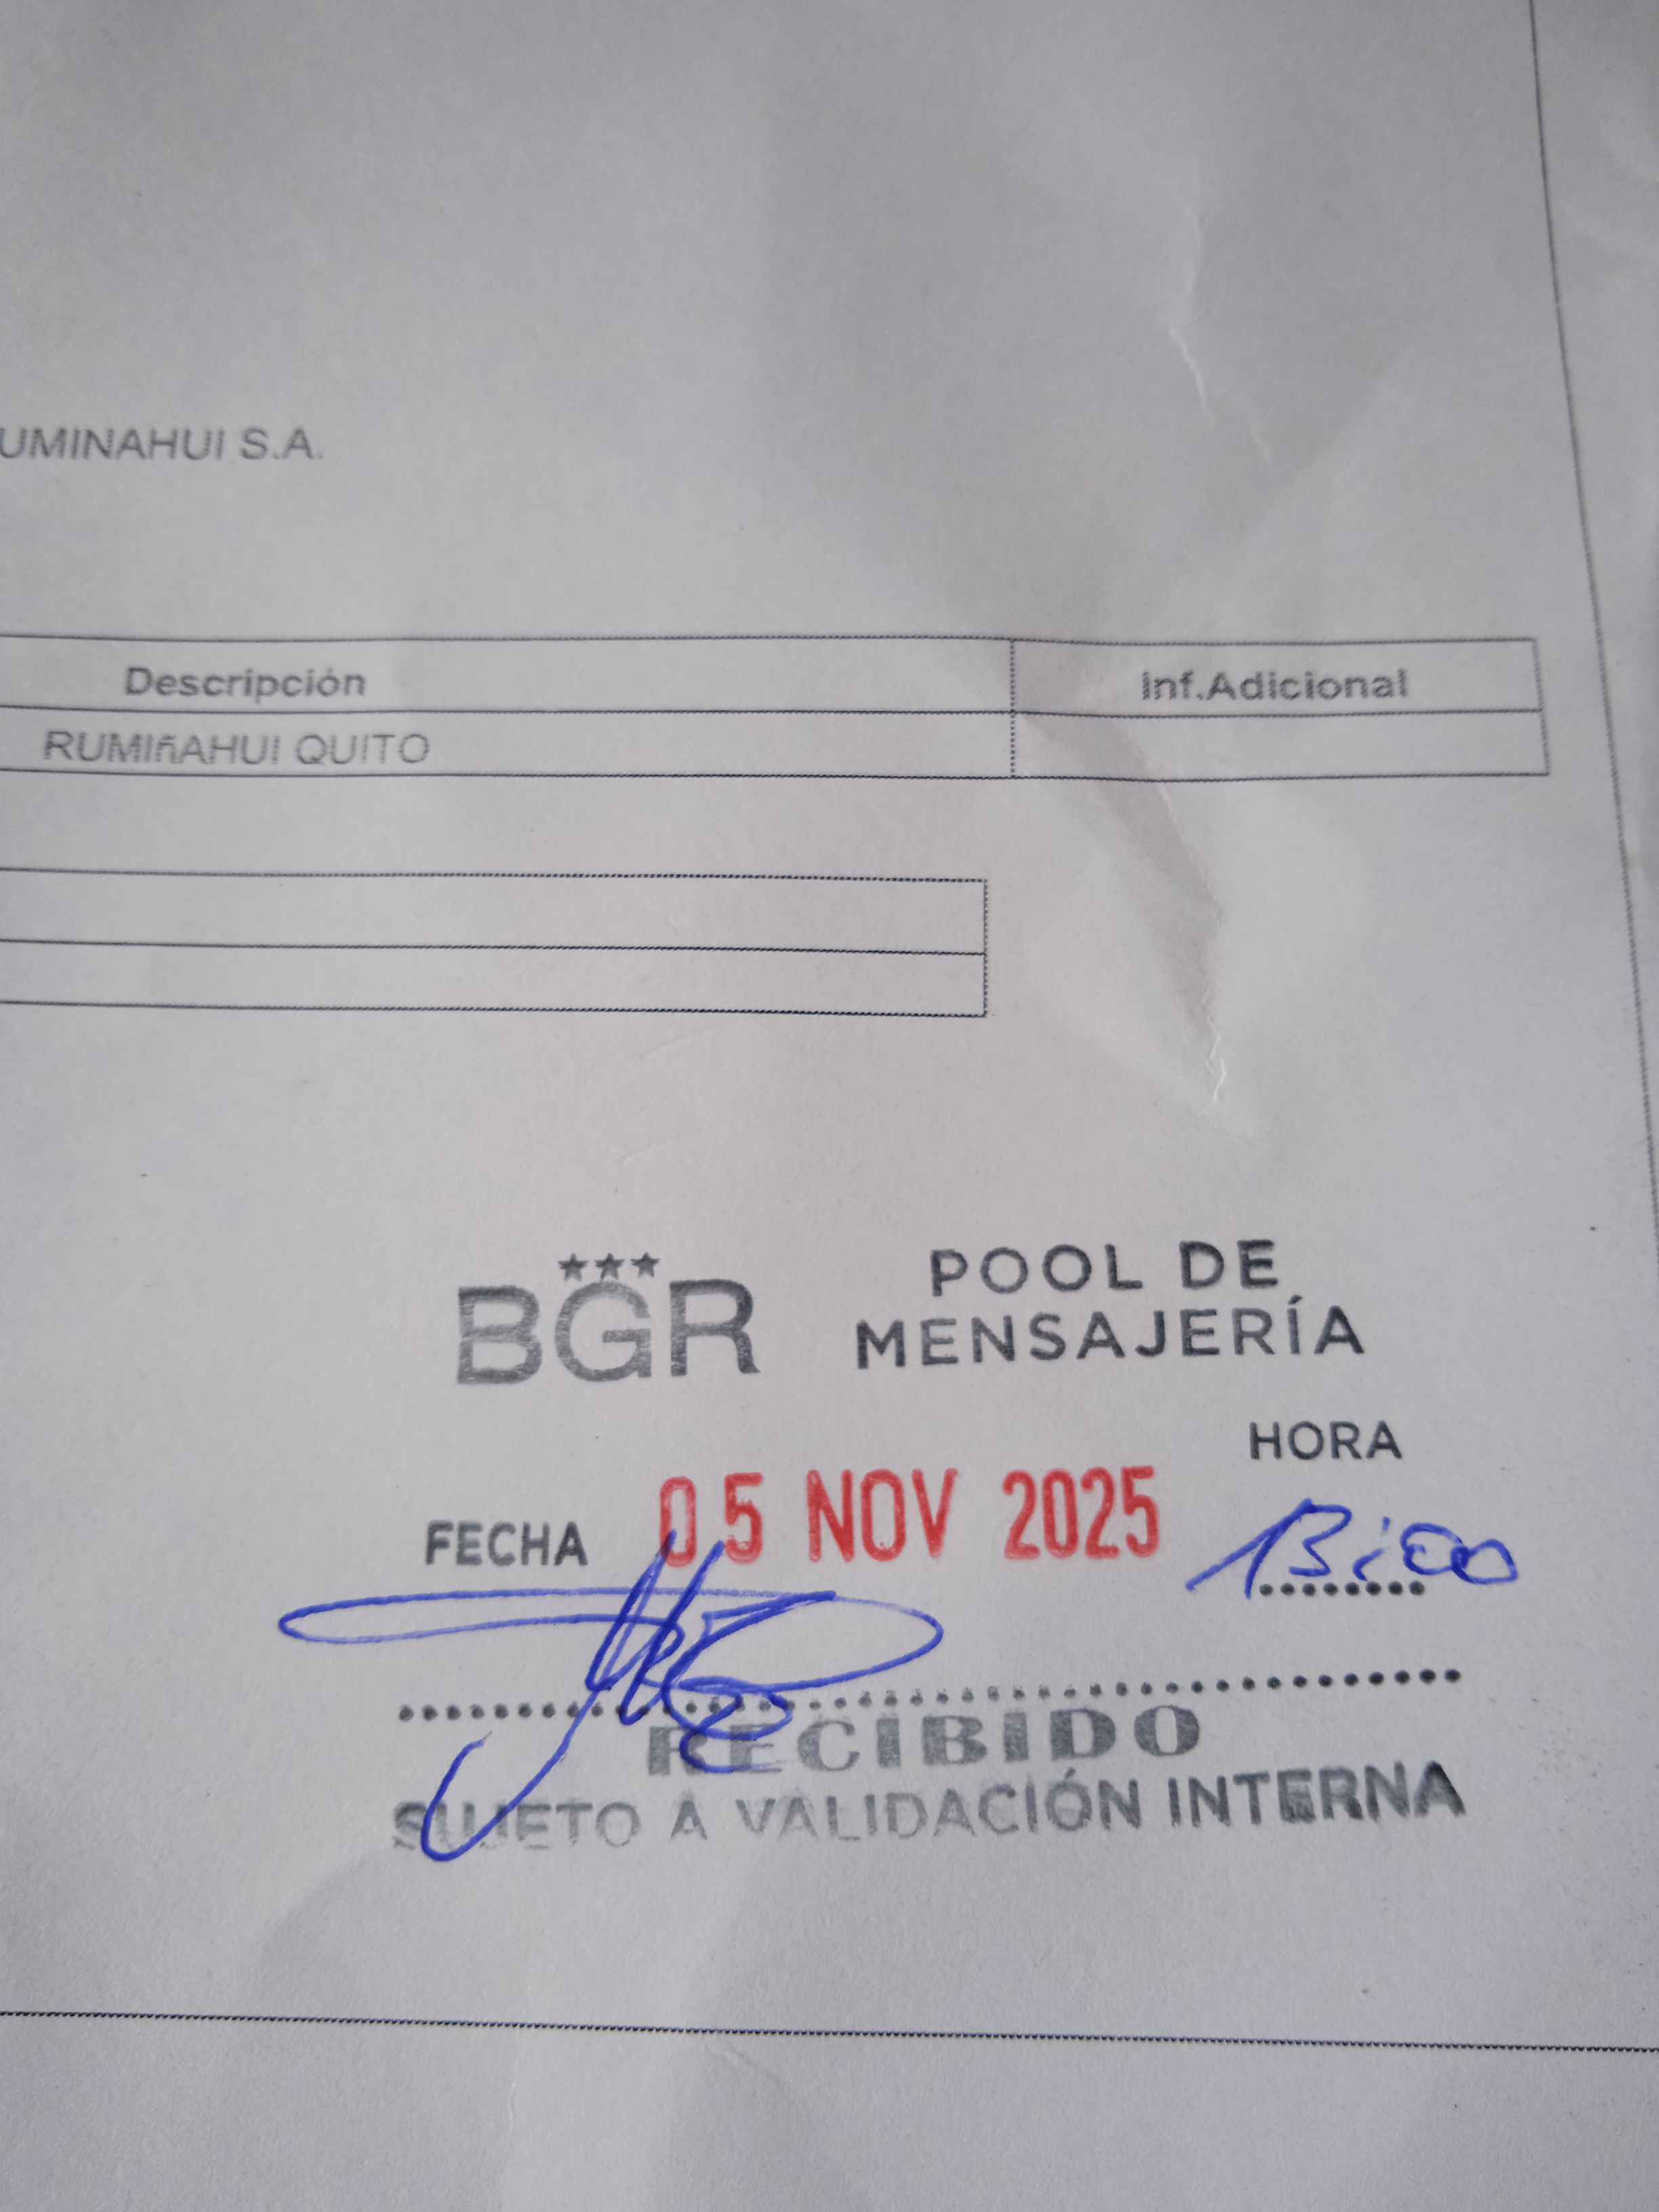 UMINAHUI S.A.
Descripción Inf.Adicional
RUMIñAHUI QUITO
BGR POOL DE
MENSAJERÍA
HORA
FECHA 05 NOV 2025 13:00
RECIBIDO
SUJETO A VALIDACIÓN INTERNA